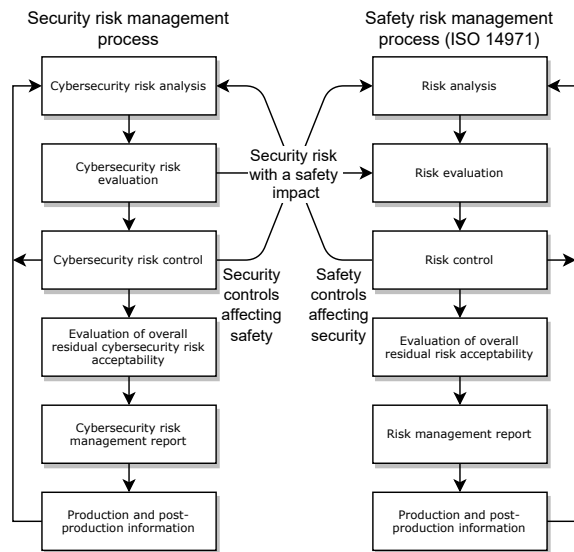 Security risk management
process
Safety risk management
process (ISO 14971)
Cybersecurity risk analysis
Risk analysis
Cybersecurity risk
evaluation
Security risk
with a safety
impact
Risk evaluation
Cybersecurity risk control
Risk control
Security
controls
affecting
safety
Safety
controls
affecting
security
Evaluation of overall
residual cybersecurity risk
acceptability
Evaluation of overall
residual risk acceptability
Cybersecurity risk
management report
Risk management report
Production and post-
production information
Production and post-
production information